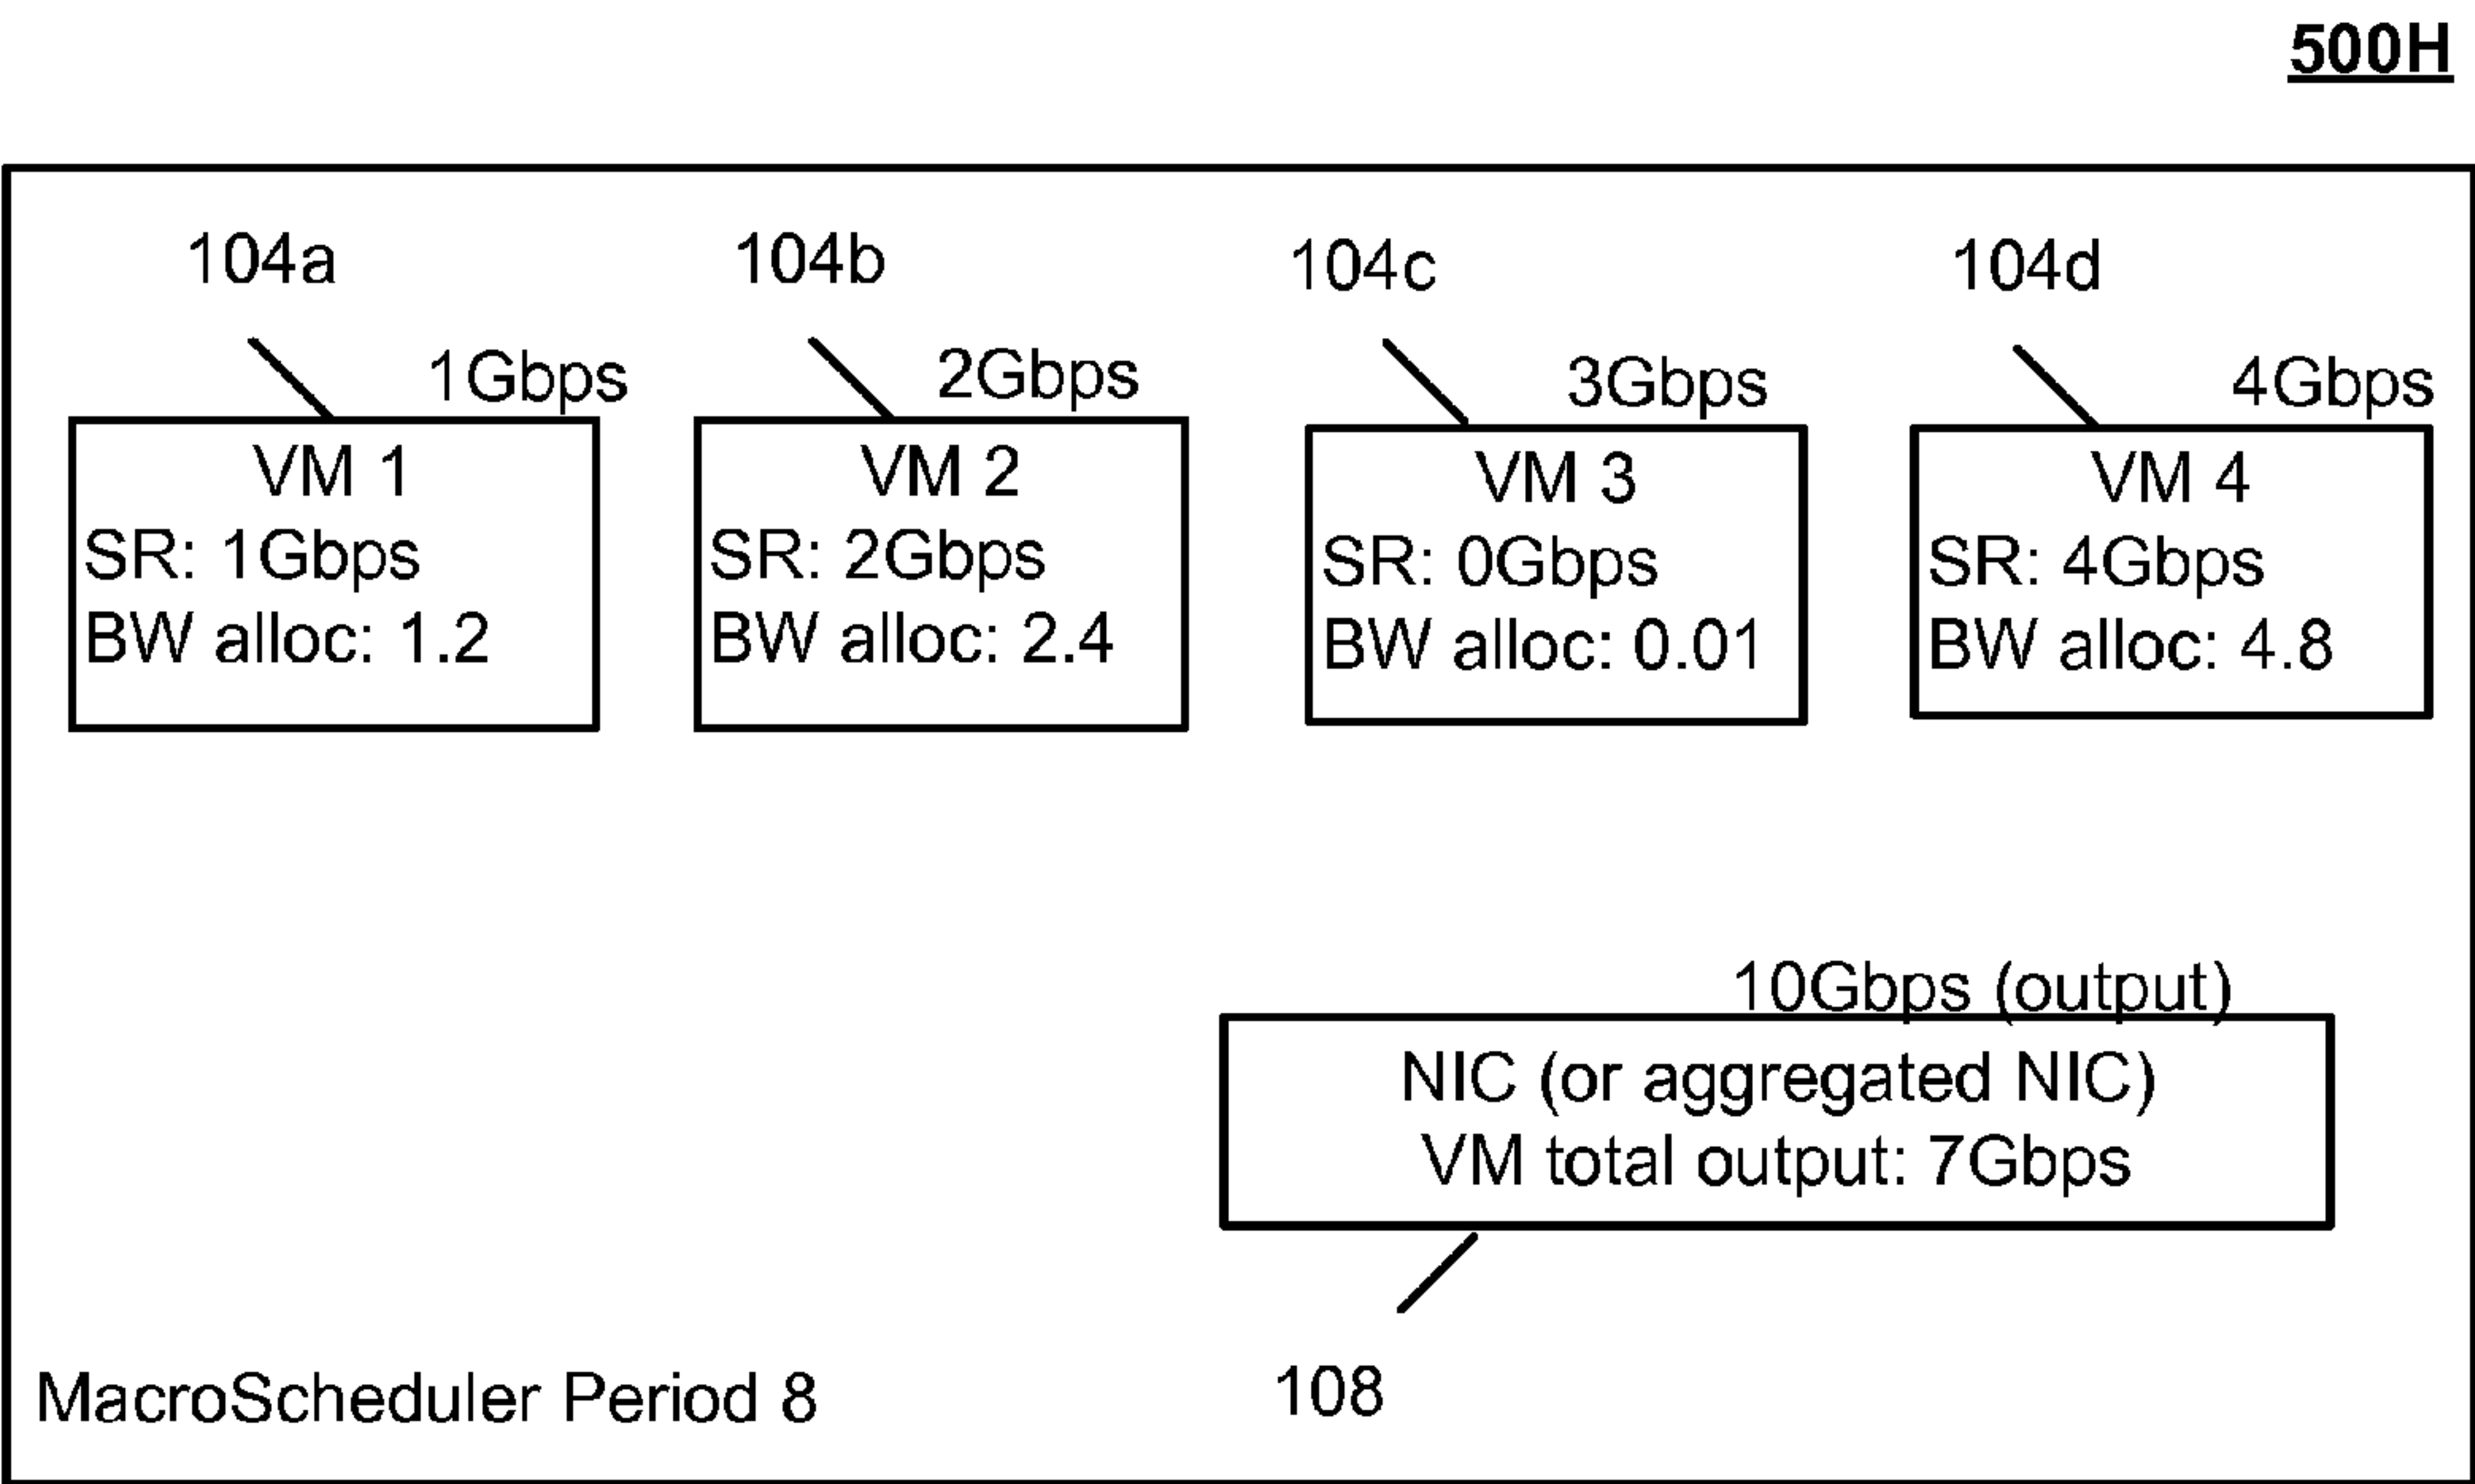 500H
104a
104b
104c
104d
1Gbps
2Gbps
3Gbps
4Gbps
VM 1
SR: 1Gbps
BW alloc: 1.2
VM 2
SR: 2Gbps
BW alloc: 2.4
VM 3
SR: 0Gbps
BW alloc: 0.01
VM 4
SR: 4Gbps
BW alloc: 4.8
10Gbps (output)
NIC (or aggregated NIC)
VM total output: 7Gbps
108
MacroScheduler Period 8